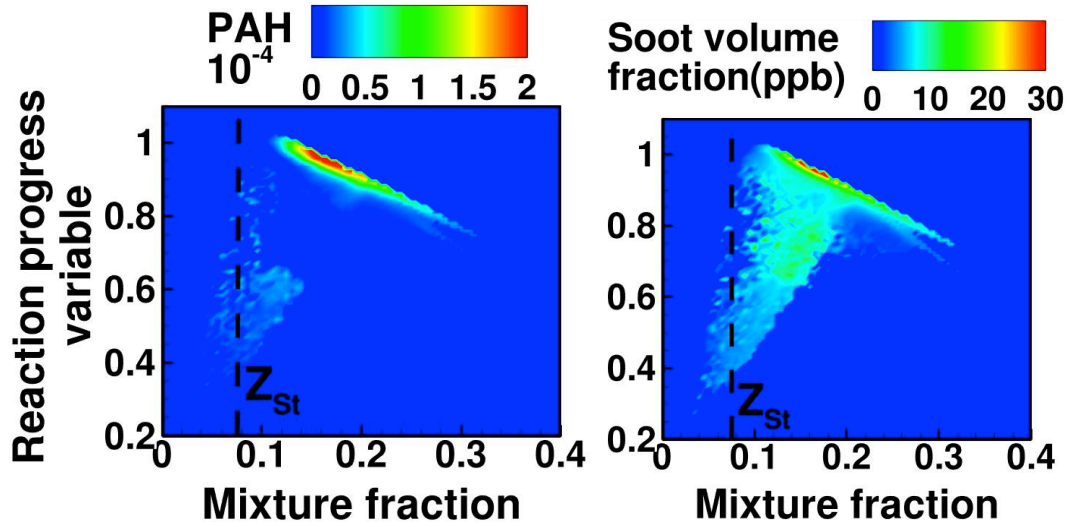 PAH
10-4
0 0.5 1 1.5 2
Soot volume
fraction(ppb)
0 10 20 30
Reaction progress
variable
1
0.8
0.6
0.4
0.2
ZSt
0 0.1 0.2 0.3 0.4
Mixture fraction
1
0.8
0.6
0.4
0.2
ZSt
0 0.1 0.2 0.3 0.4
Mixture fraction